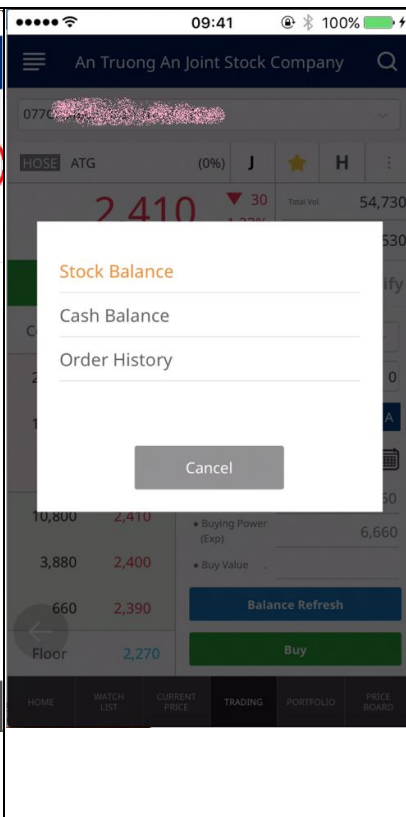 09:41 100%
An Truong An Joint Stock Company
HOSE ATG (0%) J H
2,410 ▼ 30 Total Vol. 54,730
530
Stock Balance
ify
Cash Balance
Order History
0
A
Cancel
10,800 2,410
• Buying Power
(Exp) 6,660
3,880 2,400 • Buy Value
660 2,390 Balance Refresh
Floor 2,270 Buy
HOME WATCH LIST CURRENT PRICE TRADING PORTFOLIO PRICE BOARD